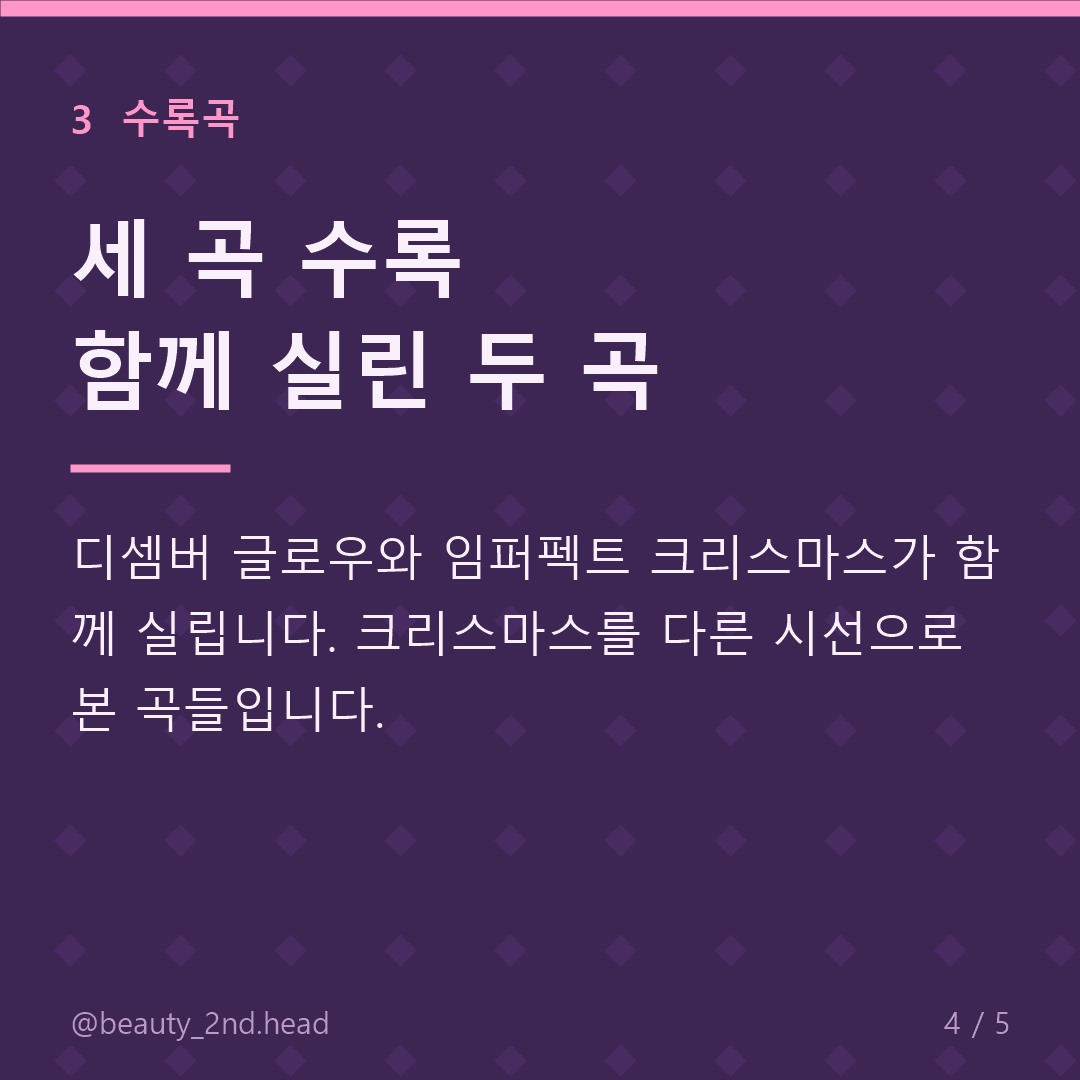 3 수록곡
세 곡 수록
함께 실린 두 곡
디셈버 글로우와 임퍼펙트 크리스마스가 함
께 실립니다. 크리스마스를 다른 시선으로
본 곡들입니다.
@beauty_2nd.head
4 / 5